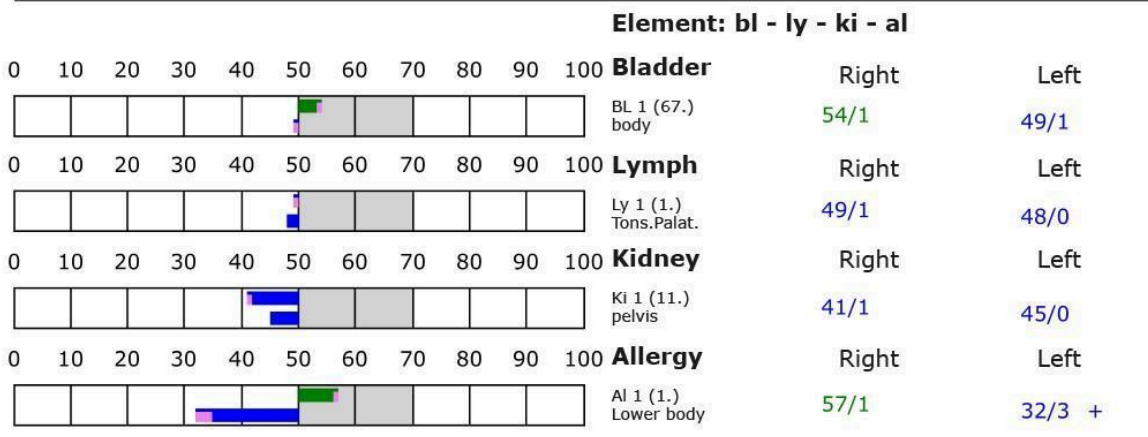 Element: bl - ly - ki - al
0 10 20 30 40 50 60 70 80 90 100 Bladder Right Left
BL 1 (67.) 54/1 49/1
body
0 10 20 30 40 50 60 70 80 90 100 Lymph Right Left
Ly 1 (1.) 49/1 48/0
Tons.Palat.
0 10 20 30 40 50 60 70 80 90 100 Kidney Right Left
Ki 1 (11.) 41/1 45/0
pelvis
0 10 20 30 40 50 60 70 80 90 100 Allergy Right Left
Al 1 (1.) 57/1 32/3 +
Lower body